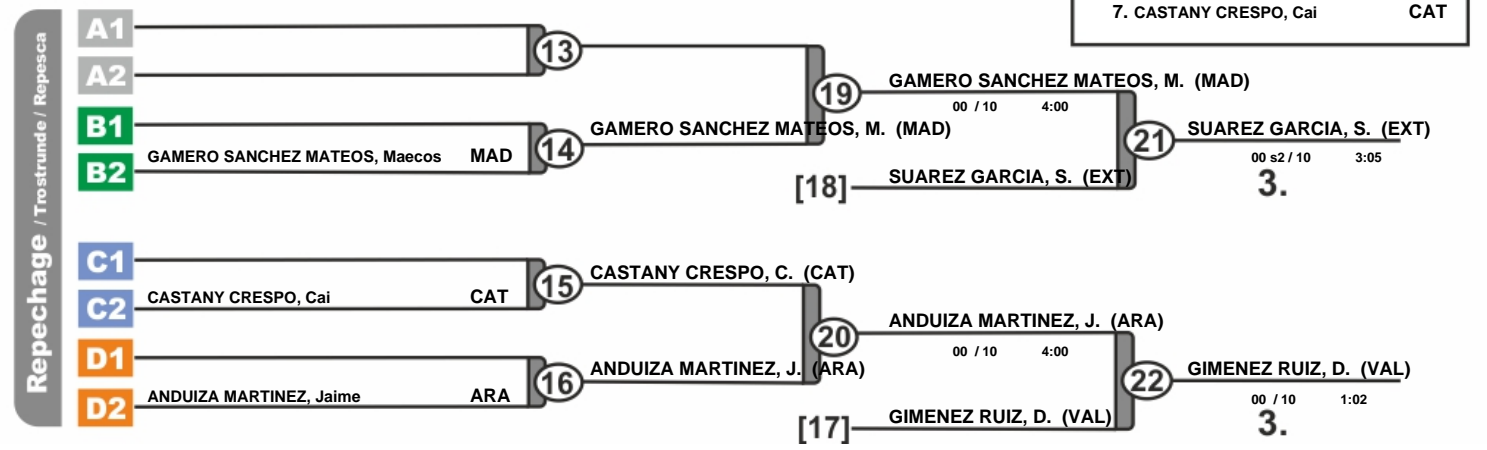 7. CASTANY CRESPO, Cai CAT
Repechage / Trostrunde / Repesca
A1
A2
13
B1
B2
GAMERO SANCHEZ MATEOS, Maecos MAD
14
GAMERO SANCHEZ MATEOS, M. (MAD)
19
GAMERO SANCHEZ MATEOS, M. (MAD)
00 / 10 4:00
[18]
SUAREZ GARCIA, S. (EXT)
21
SUAREZ GARCIA, S. (EXT)
00 s2 / 10 3:05
3.
C1
C2
CASTANY CRESPO, Cai CAT
15
CASTANY CRESPO, C. (CAT)
D1
D2
ANDUIZA MARTINEZ, Jaime ARA
16
ANDUIZA MARTINEZ, J. (ARA)
20
ANDUIZA MARTINEZ, J. (ARA)
00 / 10 4:00
[17]
GIMENEZ RUIZ, D. (VAL)
22
GIMENEZ RUIZ, D. (VAL)
00 / 10 1:02
3.